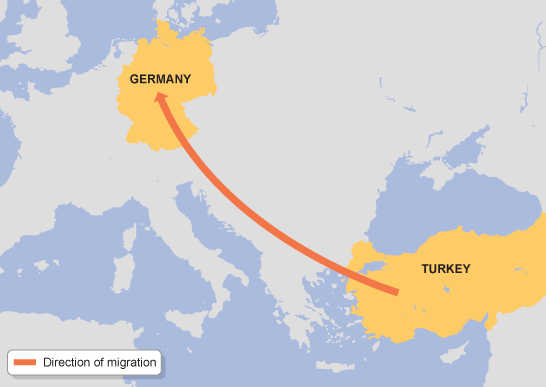 GERMANY
TURKEY
Direction of migration